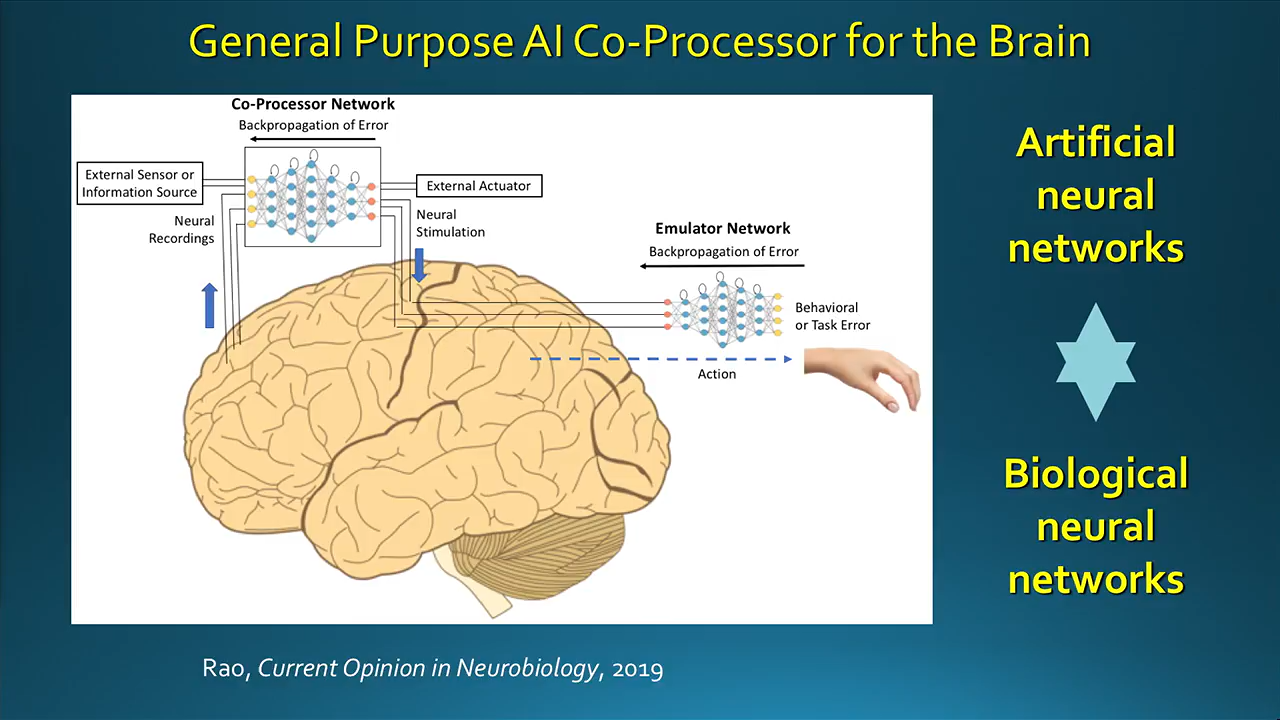 General Purpose AI Co-Processor for the Brain
Co-Processor Network
Backpropagation of Error
External Sensor or
Information Source
External Actuator
Neural
Recordings
Neural
Stimulation
Emulator Network
Backpropagation of Error
Behavioral
or Task Error
Action
Artificial
neural
networks
Biological
neural
networks
Rao, Current Opinion in Neurobiology, 2019